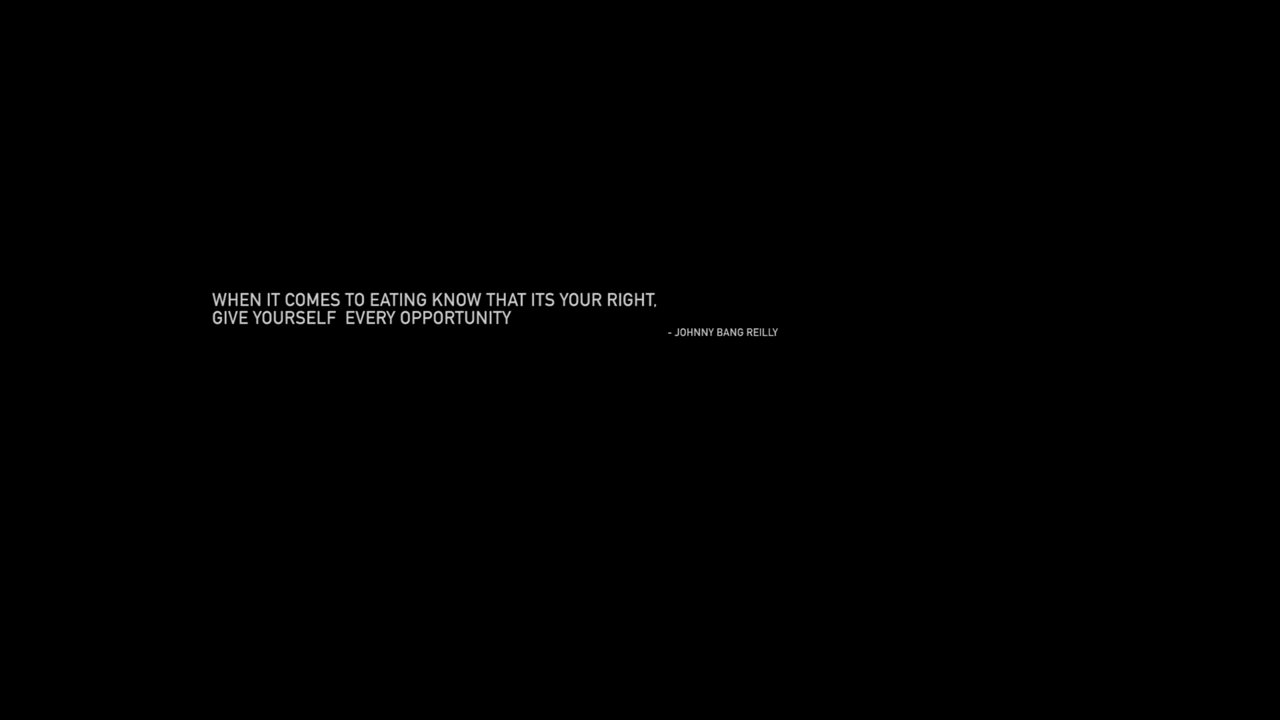 WHEN IT COMES TO EATING KNOW THAT ITS YOUR RIGHT,
GIVE YOURSELF  EVERY OPPORTUNITY
- JOHNNY BANG REILLY